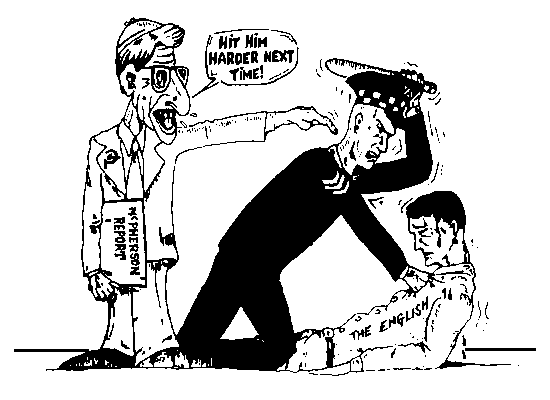 HIT HIM
HARDER NEXT
TIME!
MCPHERSON
REPORT
THE ENGLISH